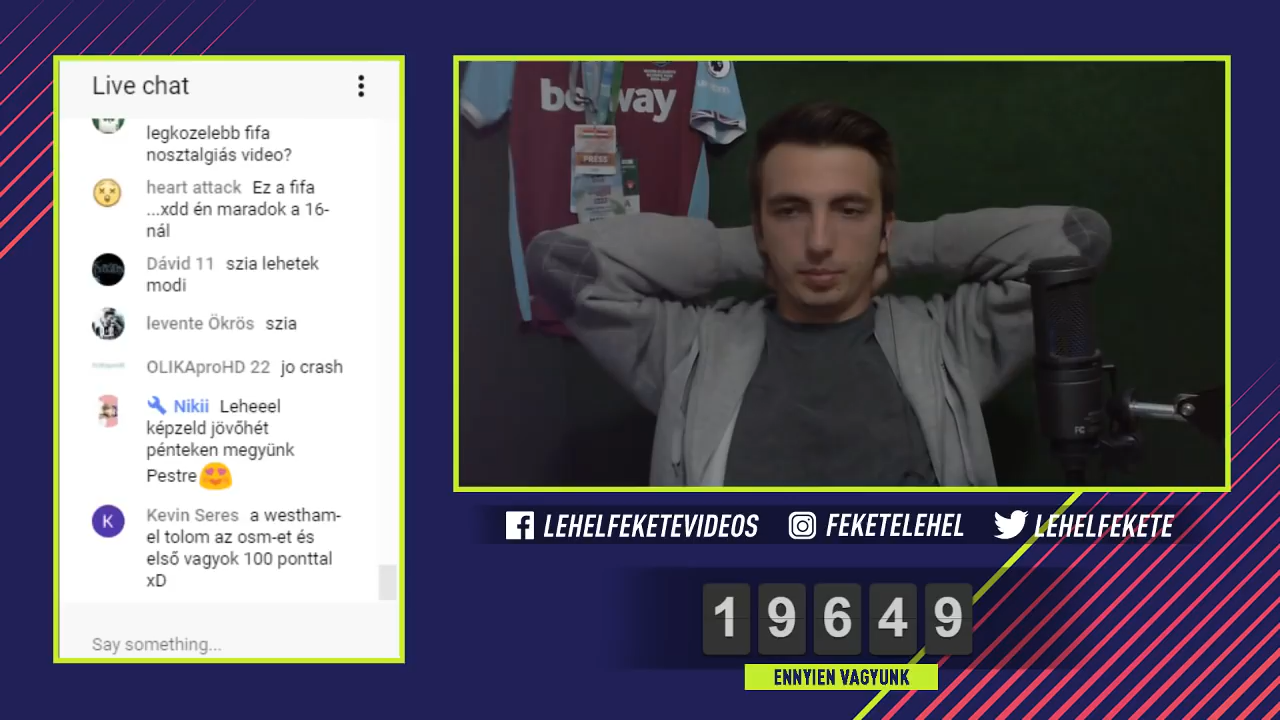 Live chat
legkozelebb fifa
nosztalgiás video?
heart attack Ez a fifa
...xdd én maradok a 16-
nál
Dávid 11 szia lehetek
modi
levente Ökrös szia
OLIKAproHD 22 jo crash
Nikii Leheeel
képzeld jövőhét
pénteken megyünk
Pestre
K
Kevin Seres a westham-
el tolom az osm-et és
első vagyok 100 ponttal
xD
Say something...
PRESS
LEHELFEKETEVIDEOS
FEKETELEHEL
LEHELFEKETE
19649
ENNYIEN VAGYUNK